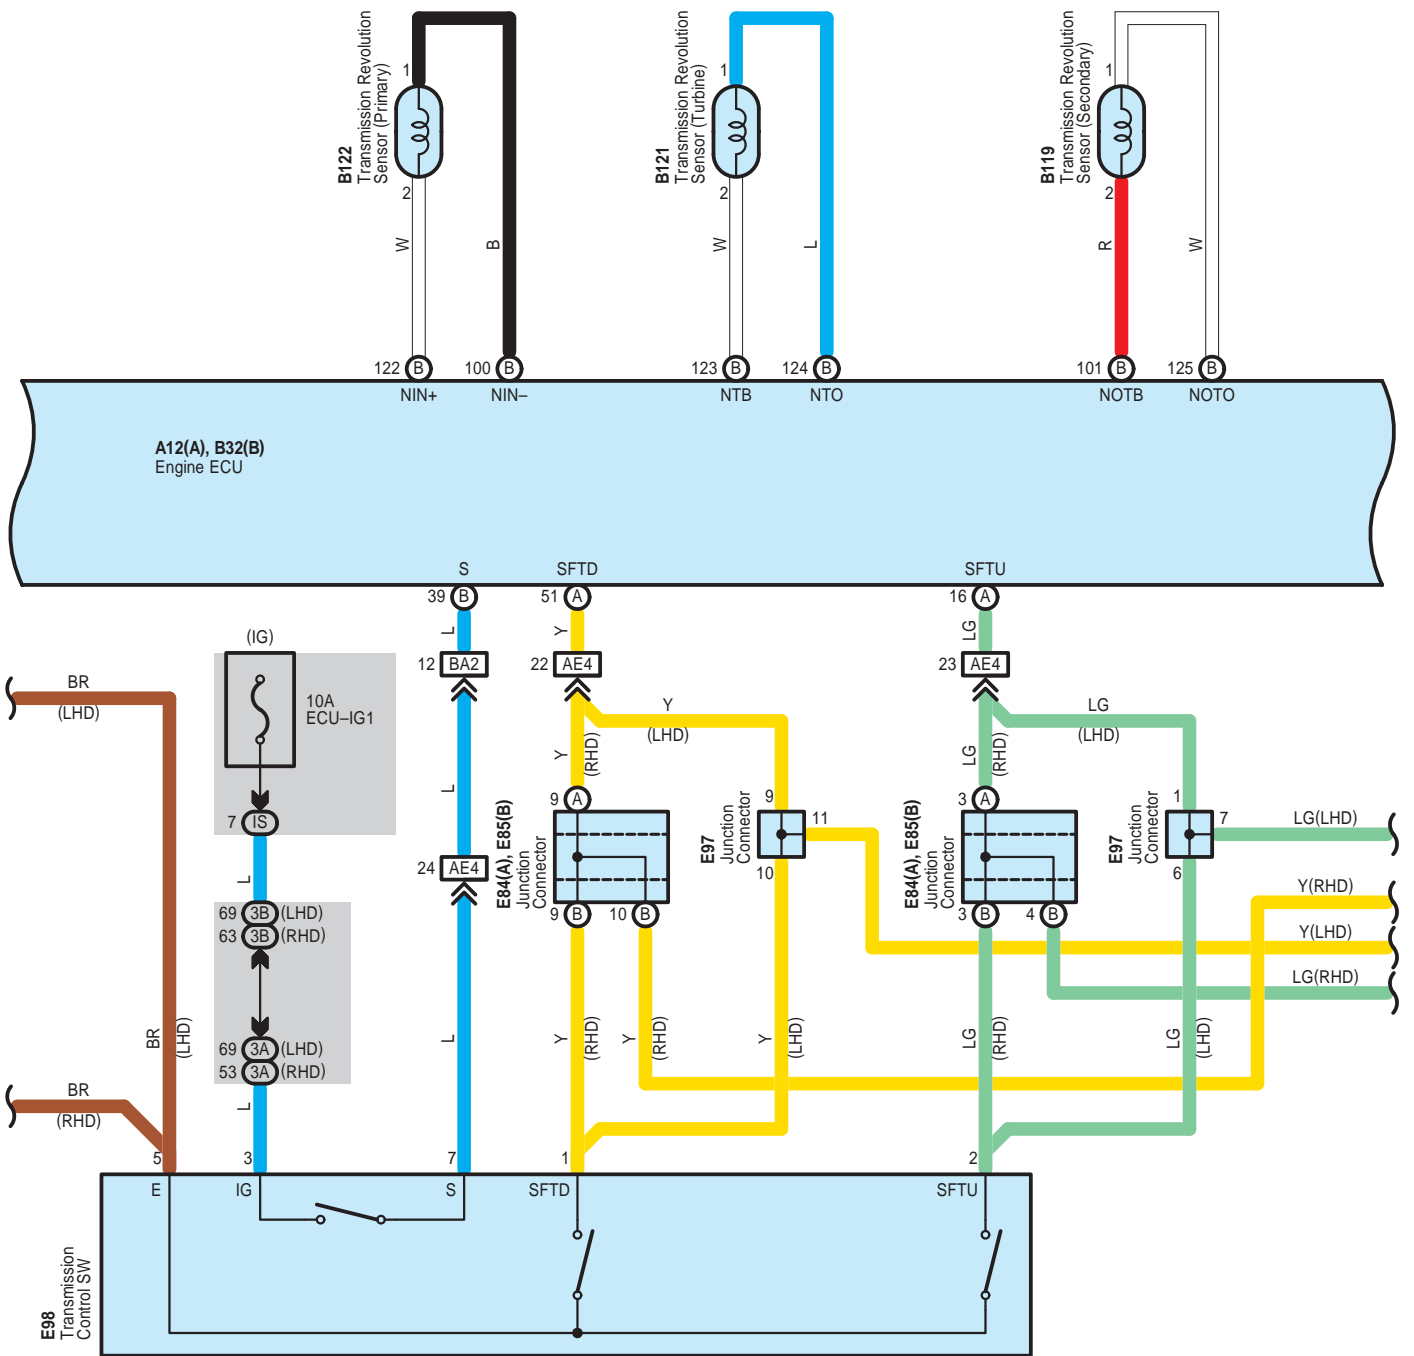 1
B122
Transmission Revolution
Sensor (Primary)
2
W
B
1
B121
Transmission Revolution
Sensor (Turbine)
2
W
L
1
B119
Transmission Revolution
Sensor (Secondary)
2
R
W
122 B
100 B
123 B
124 B
101 B
125 B
NIN+
NIN–
NTB
NTO
NOTB
NOTO
A12(A), B32(B)
Engine ECU
S
SFTD
SFTU
39 B
51 A
16 A
L
Y
LG
(IG)
12 BA2
22 AE4
23 AE4
BR
(LHD)
10A
ECU–IG1
Y
(LHD)
LG
(LHD)
L
Y
(RHD)
LG
(RHD)
7 IS
9 A
9
11
10
3 A
1
7
6
LG(LHD)
E84(A), E85(B)
Junction
Connector
E97
Junction
Connector
E84(A), E85(B)
Junction
Connector
E97
Junction
Connector
L
24 AE4
69 3B (LHD)
63 3B (RHD)
9 B
10 B
3 B
4 B
Y(RHD)
Y(LHD)
LG(RHD)
BR
(LHD)
L
Y
(RHD)
Y
(RHD)
Y
(LHD)
LG
(RHD)
LG
(LHD)
69 3A (LHD)
53 3A (RHD)
BR
(RHD)
L
5
3
7
1
2
E
IG
S
SFTD
SFTU
E98
Transmission
Control SW